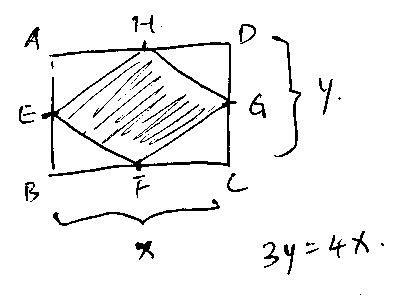 A H D
E G y.
B F C
x
3y=4x.